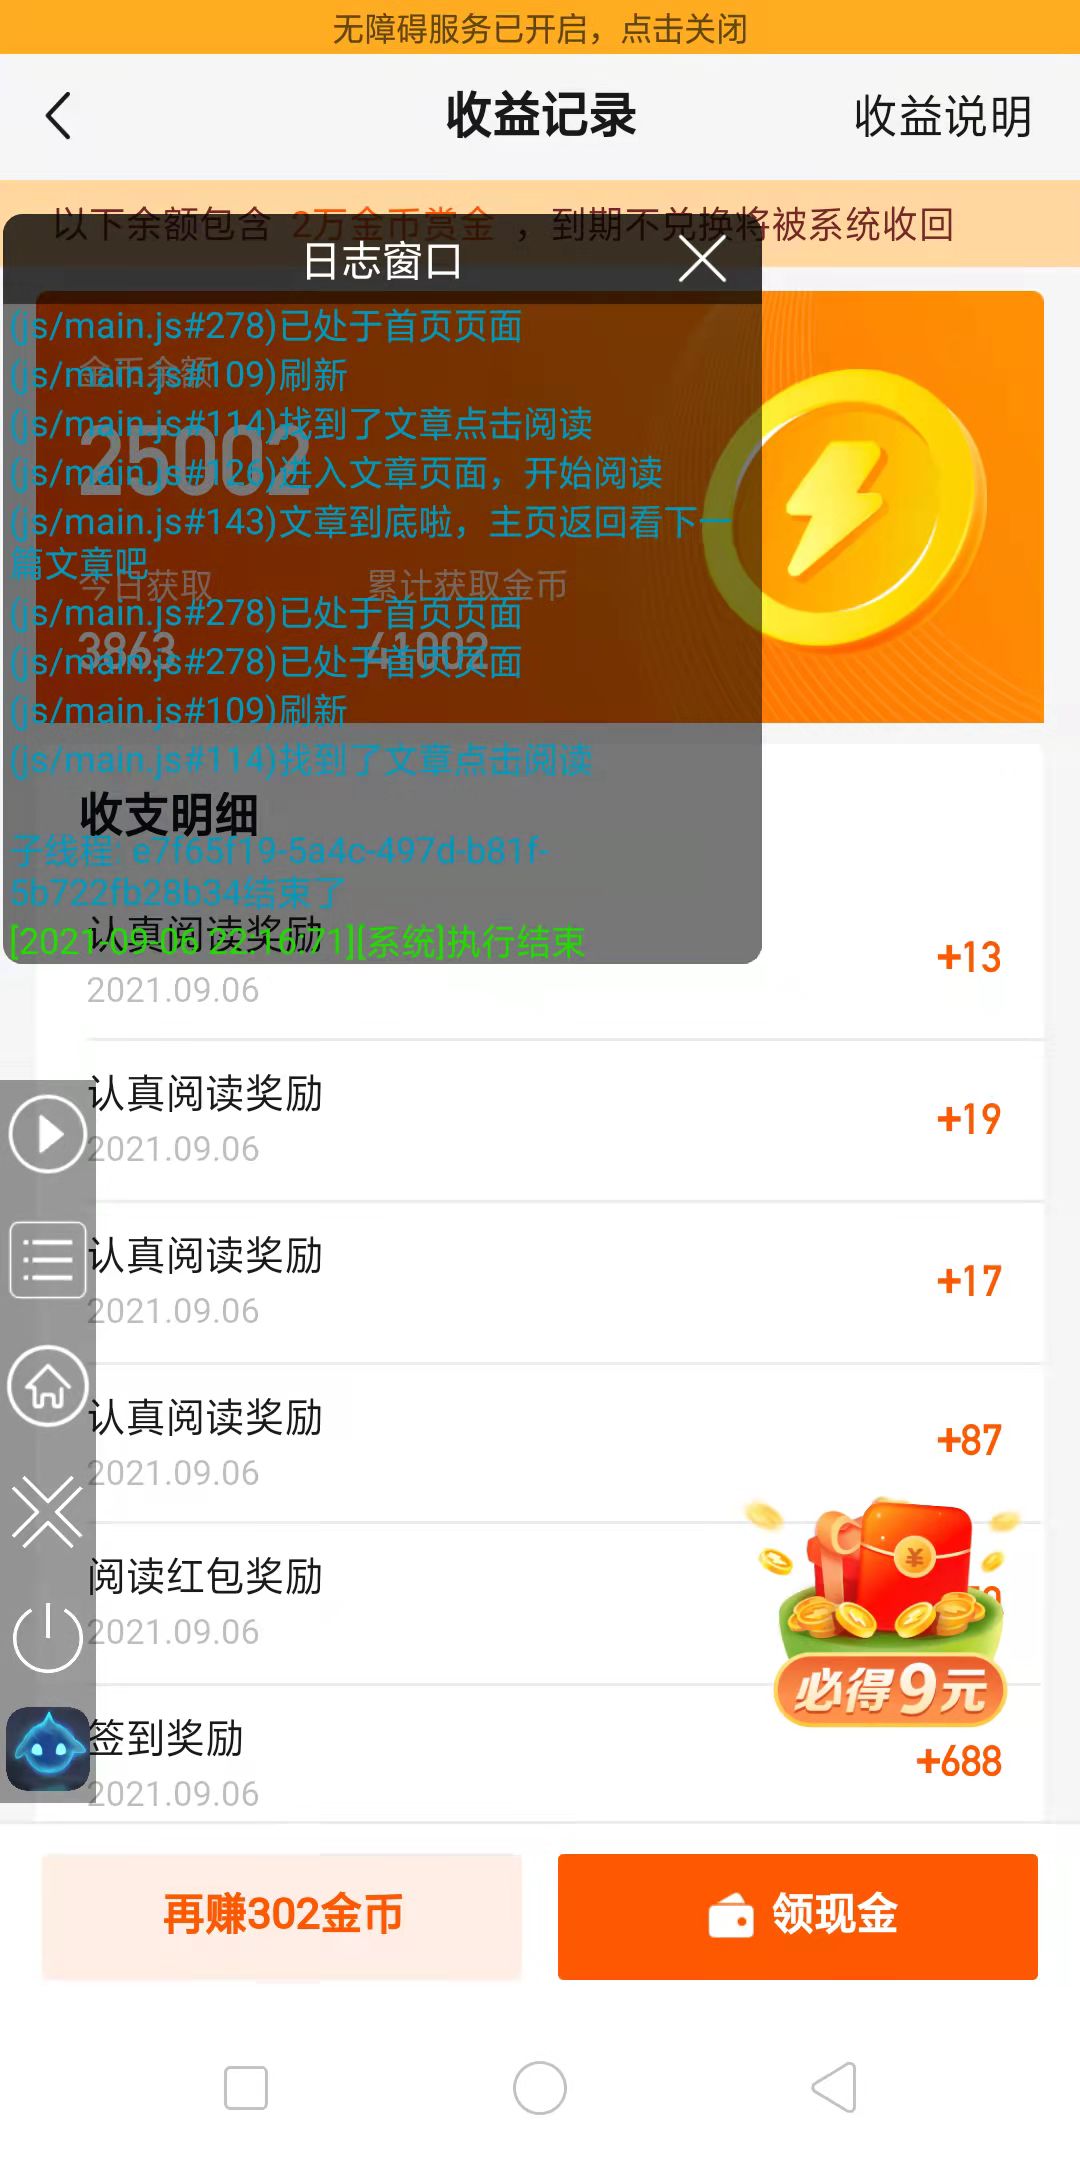 无障碍服务已开启，点击关闭
收益记录
收益说明
以下余额包含 2万金币赏金 ，到期不兑换将被系统收回
日志窗口
(js/main.js#278)已处于首页页面
金币余额
(js/main.js#109)刷新
(js/main.js#114)找到了文章点击阅读
25002
(js/main.js#126)进入文章页面，开始阅读
(js/main.js#143)文章到底啦，主页返回看下一
篇文章吧
今日获取
累计获取金币
(js/main.js#278)已处于首页页面
3863
41002
(js/main.js#278)已处于首页页面
(js/main.js#109)刷新
(js/main.js#114)找到了文章点击阅读
收支明细
子线程: e7f65f19-5a4c-497d-b81f-
5b722fb28b34结束了
认真阅读奖励
[2021-09-06 22:16:71][系统]执行结束
+13
2021.09.06
认真阅读奖励
+19
2021.09.06
认真阅读奖励
+17
2021.09.06
认真阅读奖励
+87
2021.09.06
阅读红包奖励
2021.09.06
必得9元
签到奖励
+688
2021.09.06
再赚302金币
领现金